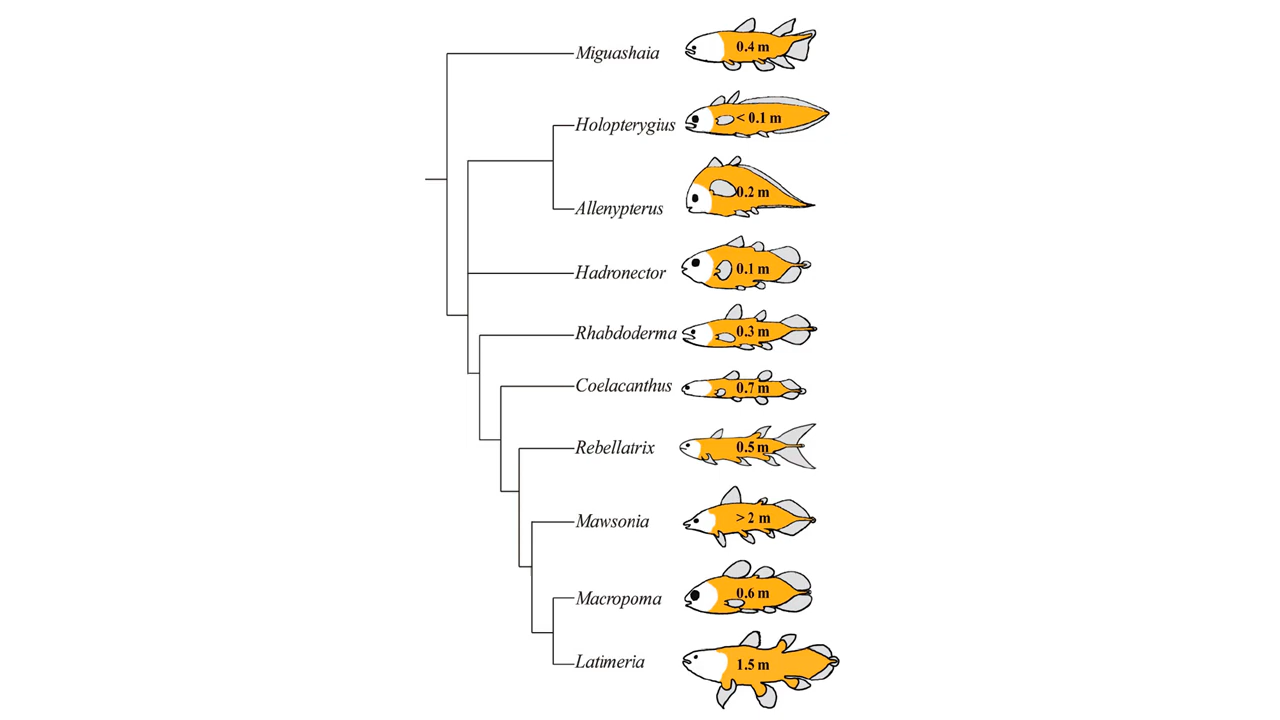 Miguashaia 0.4 m
Holopterygius < 0.1 m
Allenypterus 0.2 m
Hadronector 0.1 m
Rhabdoderma 0.3 m
Coelacanthus 0.7 m
Rebellatrix 0.5 m
Mawsonia > 2 m
Macropoma 0.6 m
Latimeria 1.5 m